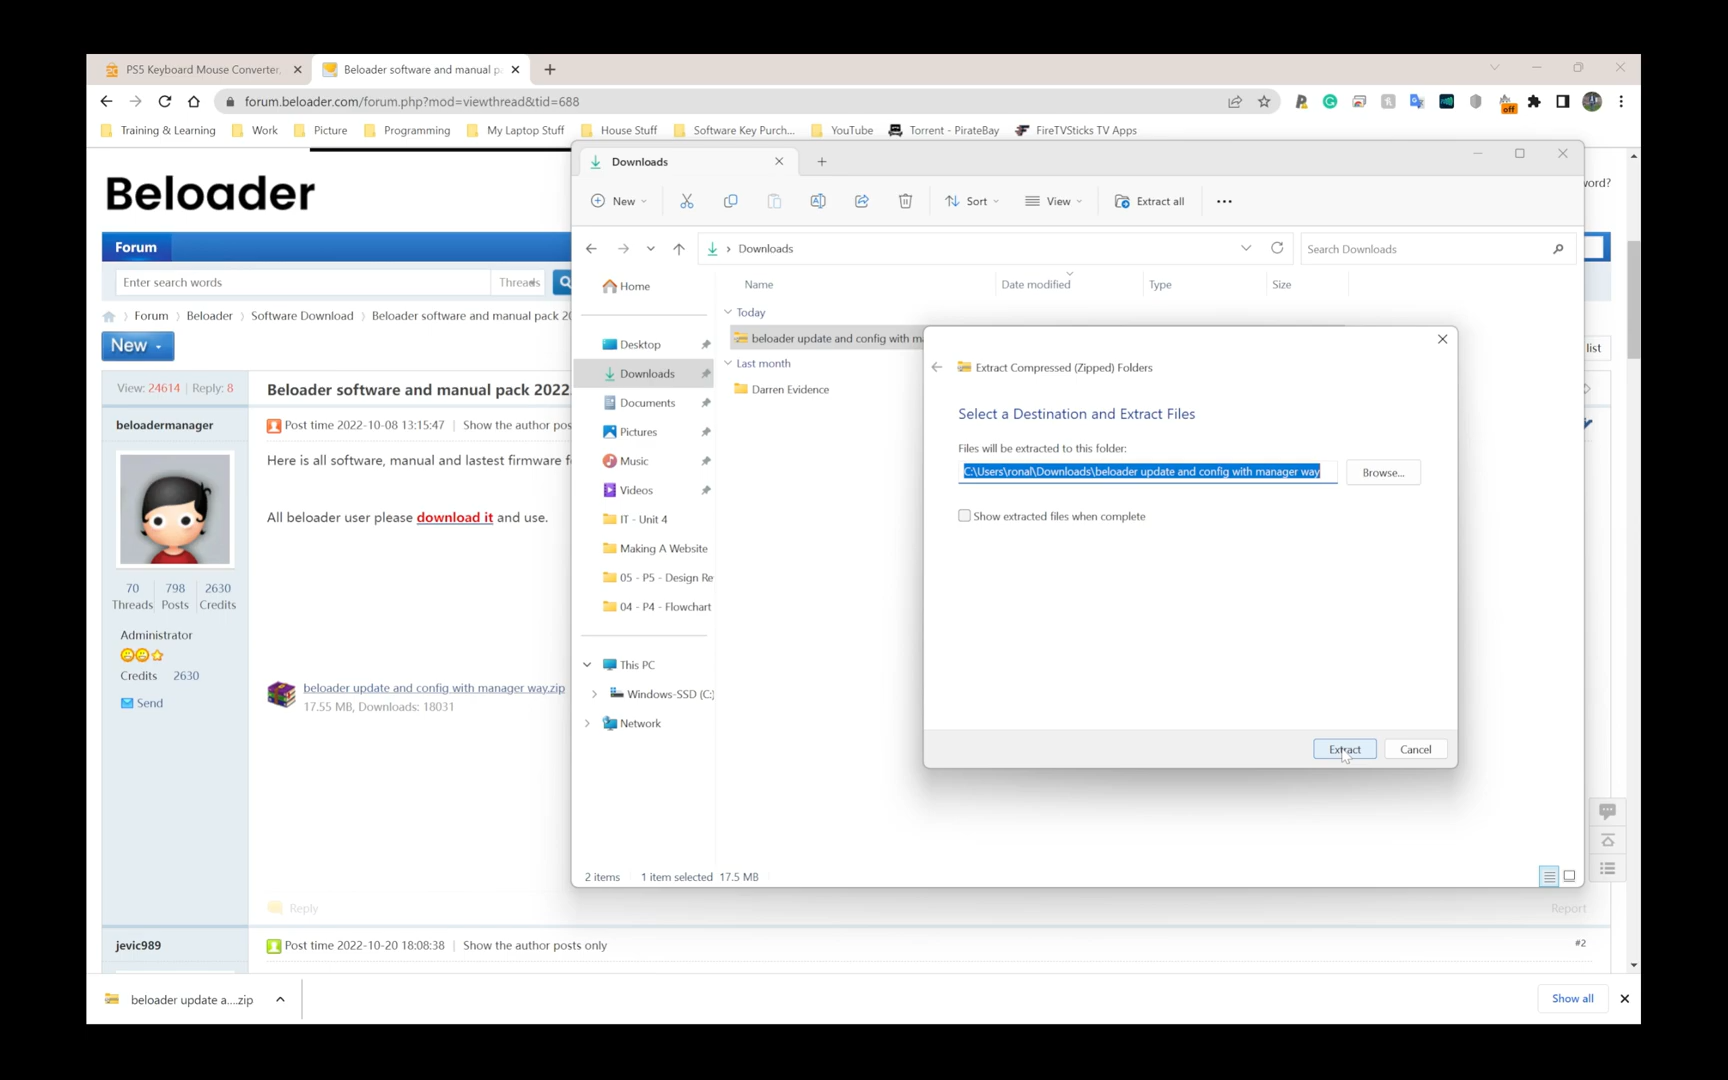 PS5 Keyboard Mouse Converter,
Beloader software and manual p
forum.beloader.com/forum.php?mod=viewthread&tid=688
off
Training & Learning
Work
Picture
Programming
My Laptop Stuff
House Stuff
Software Key Purch...
YouTube
Torrent - PirateBay
FireTVSticks TV Apps
Beloader
word?
Forum
Enter search words
Threads
Forum
Beloader
Software Download
Beloader software and manual pack 20
New
list
View: 24614 | Reply: 8
Beloader software and manual pack 2022
beloadermanager
Post time 2022-10-08 13:15:47 | Show the author pos
Here is all software, manual and lastest firmware f
All beloader user please download it and use.
70 798 2630
Threads Posts Credits
Administrator
Credits 2630
Send
beloader update and config with manager way.zip
17.55 MB, Downloads: 18031
Reply
Report
jevic989
Post time 2022-10-20 18:08:38 | Show the author posts only
#2
Downloads
New
Sort
View
Extract all
Downloads
Search Downloads
Name
Date modified
Type
Size
Home
Desktop
Downloads
Documents
Pictures
Music
Videos
IT - Unit 4
Making A Website
05 - P5 - Design Re
04 - P4 - Flowchart
This PC
Windows-SSD (C:)
Network
Today
beloader update and config with m
Last month
Darren Evidence
2 items
1 item selected 17.5 MB
Extract Compressed (Zipped) Folders
Select a Destination and Extract Files
Files will be extracted to this folder:
C:\Users\ronal\Downloads\beloader update and config with manager way
Browse...
Show extracted files when complete
Extract
Cancel
beloader update a....zip
Show all